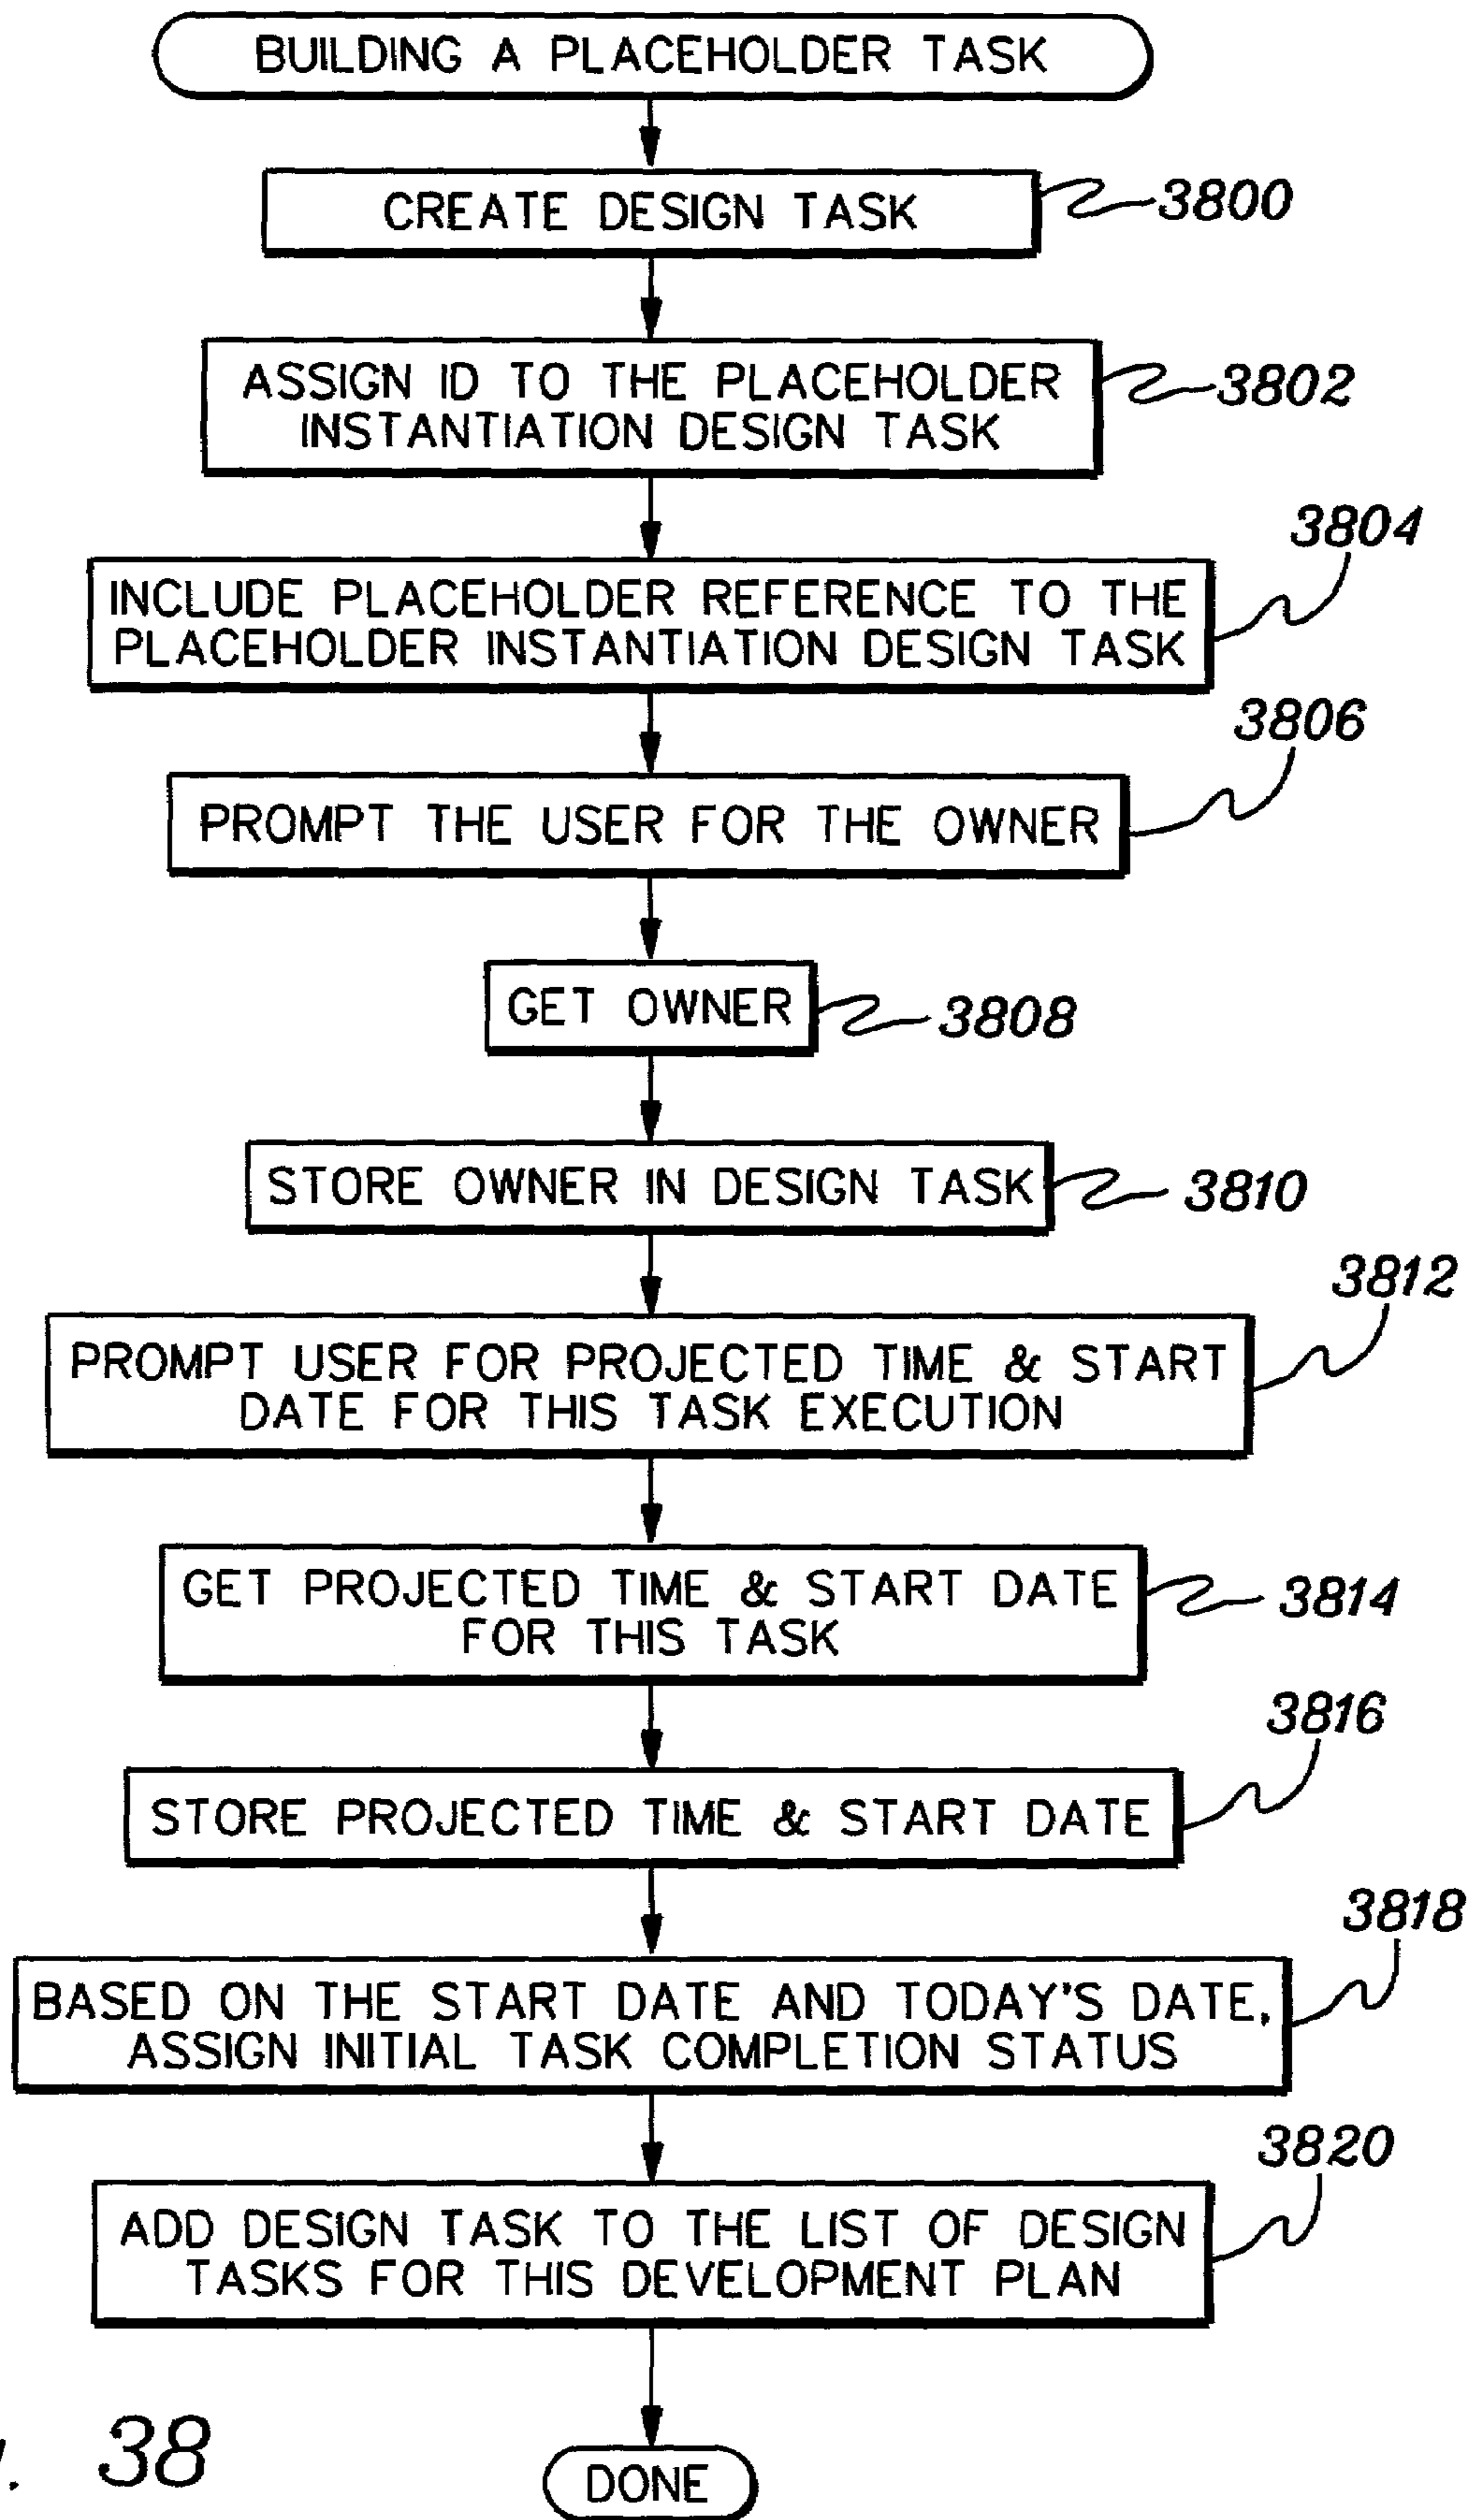 BUILDING A PLACEHOLDER TASK
CREATE DESIGN TASK
3800
ASSIGN ID TO THE PLACEHOLDER
INSTANTIATION DESIGN TASK
3802
3804
INCLUDE PLACEHOLDER REFERENCE TO THE
PLACEHOLDER INSTANTIATION DESIGN TASK
3806
PROMPT THE USER FOR THE OWNER
GET OWNER
3808
STORE OWNER IN DESIGN TASK
3810
3812
PROMPT USER FOR PROJECTED TIME & START
DATE FOR THIS TASK EXECUTION
GET PROJECTED TIME & START DATE
FOR THIS TASK
3814
3816
STORE PROJECTED TIME & START DATE
3818
BASED ON THE START DATE AND TODAY'S DATE,
ASSIGN INITIAL TASK COMPLETION STATUS
3820
ADD DESIGN TASK TO THE LIST OF DESIGN
TASKS FOR THIS DEVELOPMENT PLAN
38
DONE